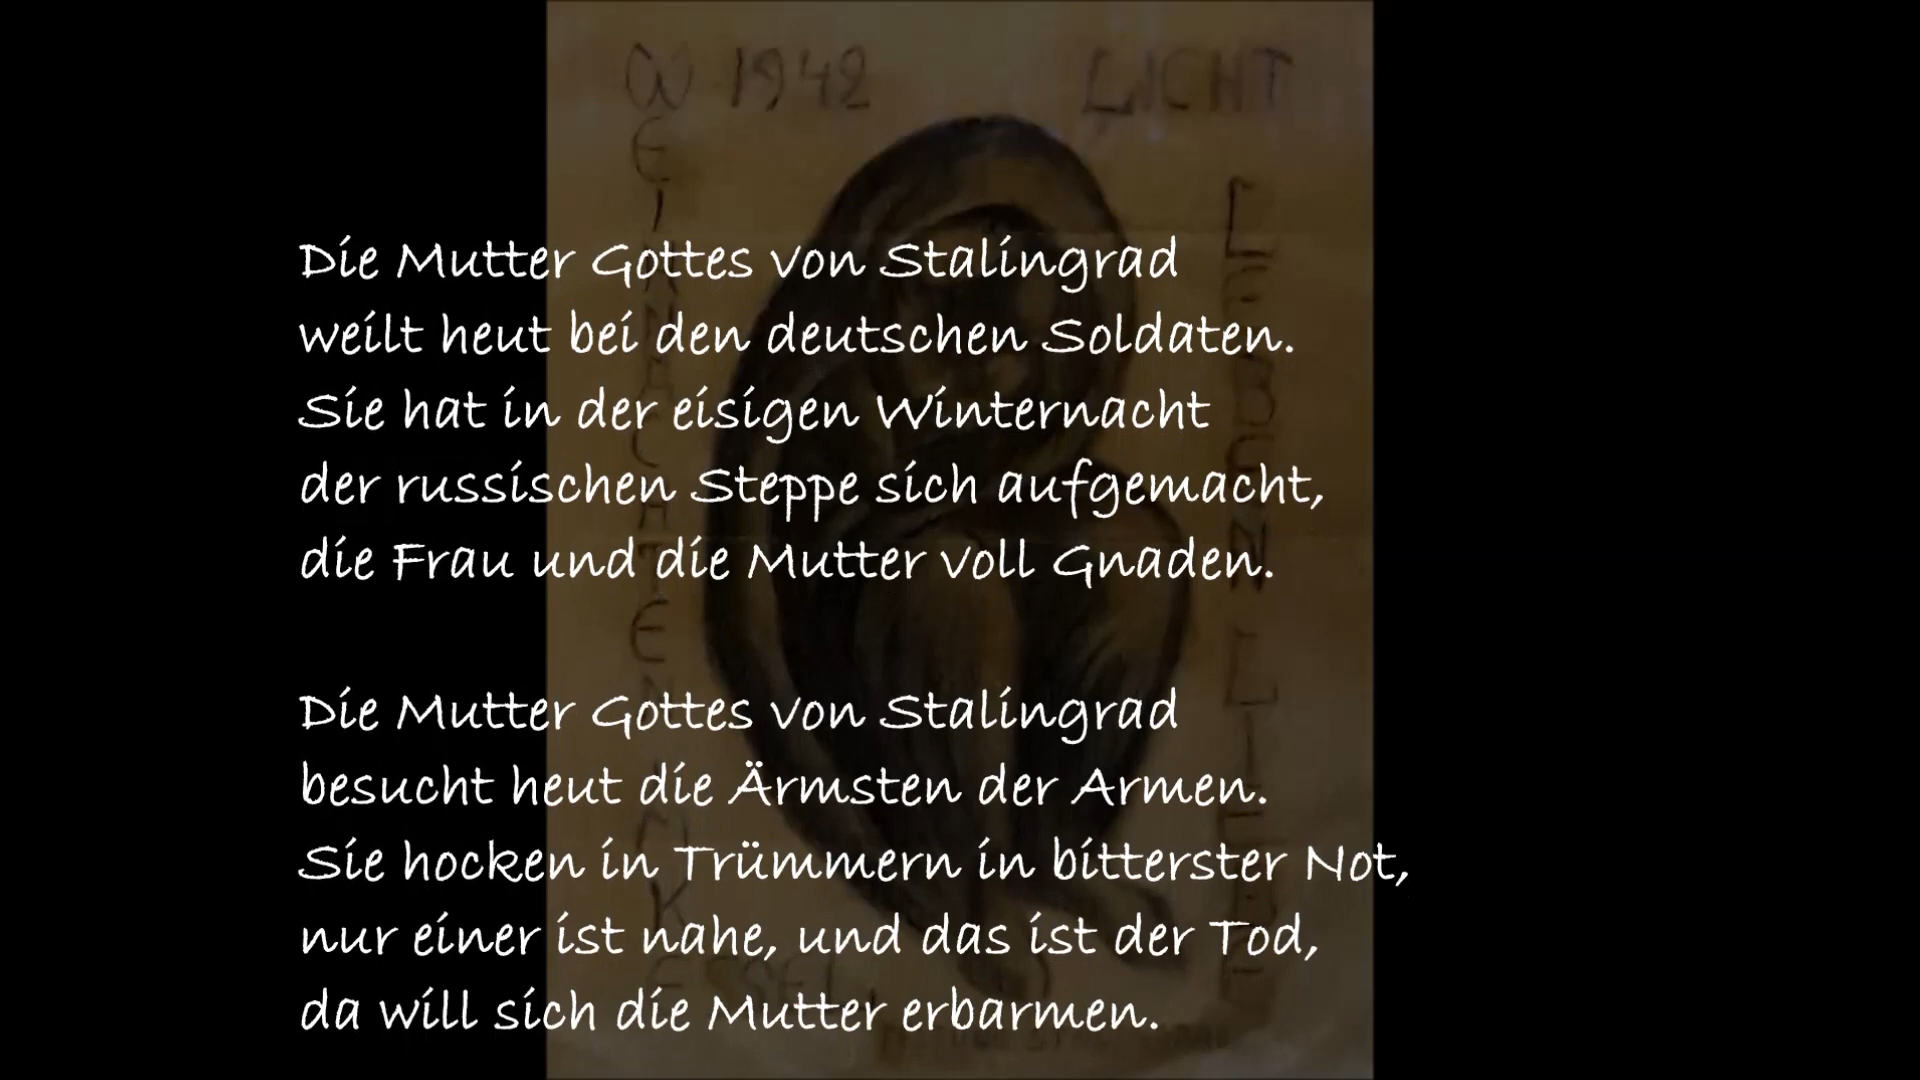 W 1942 LICHT
Die Mutter Gottes von Stalingrad
weilt heut bei den deutschen Soldaten.
Sie hat in der eisigen Winternacht
der russischen Steppe sich aufgemacht,
die Frau und die Mutter voll Gnaden.
Die Mutter Gottes von Stalingrad
besucht heut die Ärmsten der Armen.
Sie hocken in Trümmern in bitterster Not,
nur einer ist nahe, und das ist der Tod,
da will sich die Mutter erbarmen.